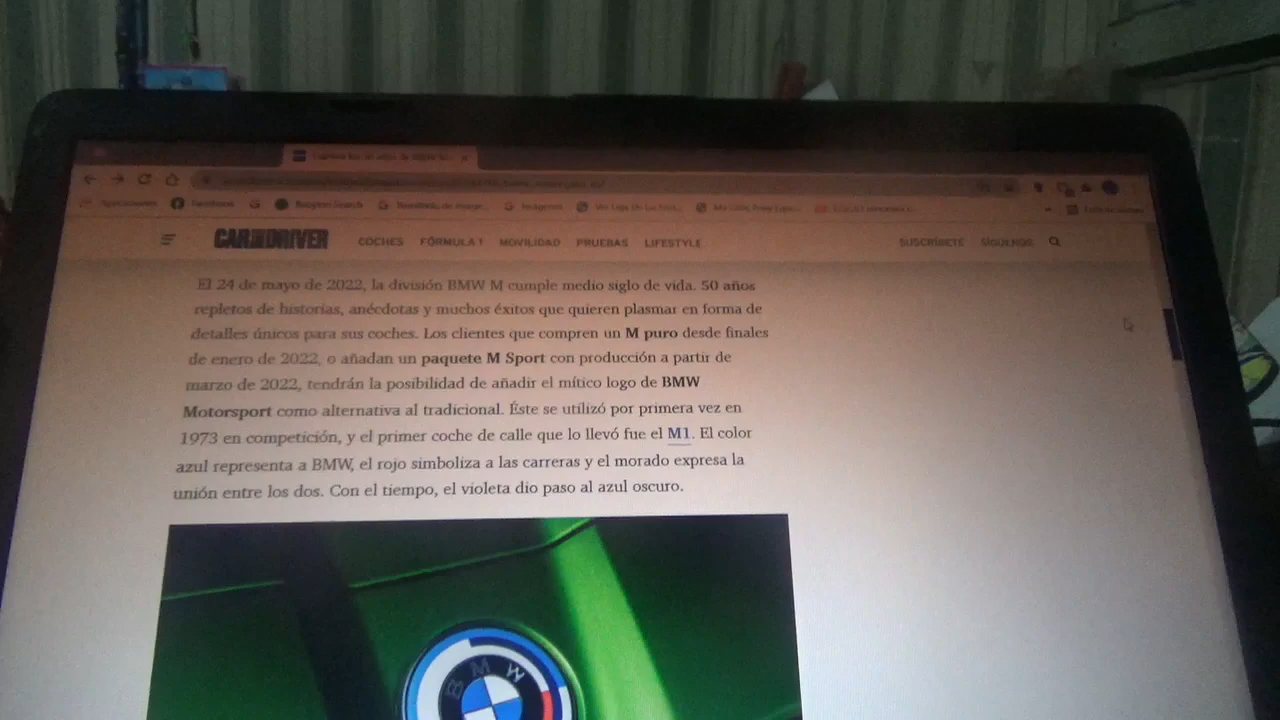 Facebook
CAR AND DRIVER
COCHES FÓRMULA 1 MOVILIDAD PRUEBAS LIFESTYLE SUSCRÍBETE SÍGUENOS
El 24 de mayo de 2022, la división BMW M cumple medio siglo de vida. 50 años
repletos de historias, anécdotas y muchos éxitos que quieren plasmar en forma de
detalles únicos para sus coches. Los clientes que compren un M puro desde finales
de enero de 2022, o añadan un paquete M Sport con producción a partir de
marzo de 2022, tendrán la posibilidad de añadir el mítico logo de BMW
Motorsport como alternativa al tradicional. Éste se utilizó por primera vez en
1973 en competición, y el primer coche de calle que lo llevó fue el M1. El color
azul representa a BMW, el rojo simboliza a las carreras y el morado expresa la
unión entre los dos. Con el tiempo, el violeta dio paso al azul oscuro.
BMW